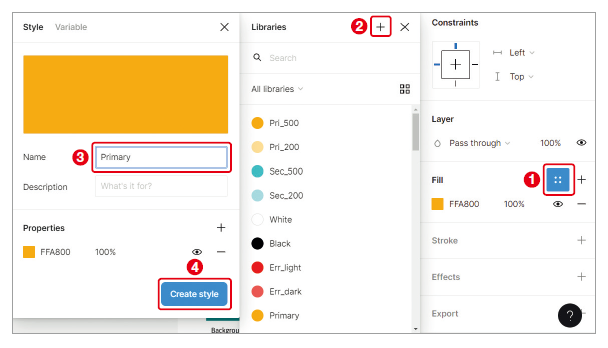 Style Variable
3
Name
Primary
Description
What's it for?
Properties
FFA800 100%
4
Create style
Backgrou
Libraries
2
Search
All libraries
Pri_500
Pri_200
Sec_500
Sec_200
White
Black
Err_light
Err_dark
Primary
Constraints
Left
Top
Layer
Pass through 100%
Fill
1
FFA800 100%
Stroke
Effects
Export
?